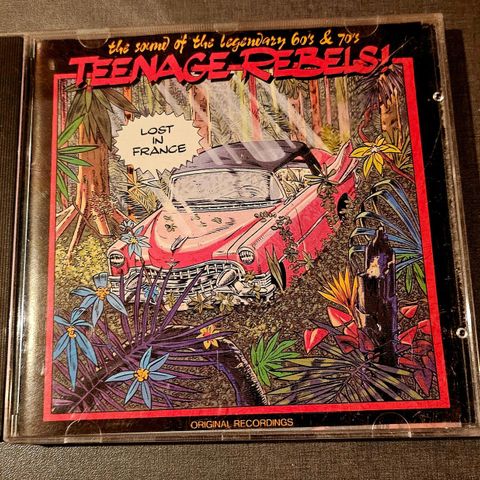 the sound of the legendary 60's & 70's
TEENAGE-REBELS!
LOST
IN
FRANCE
ORIGINAL RECORDINGS